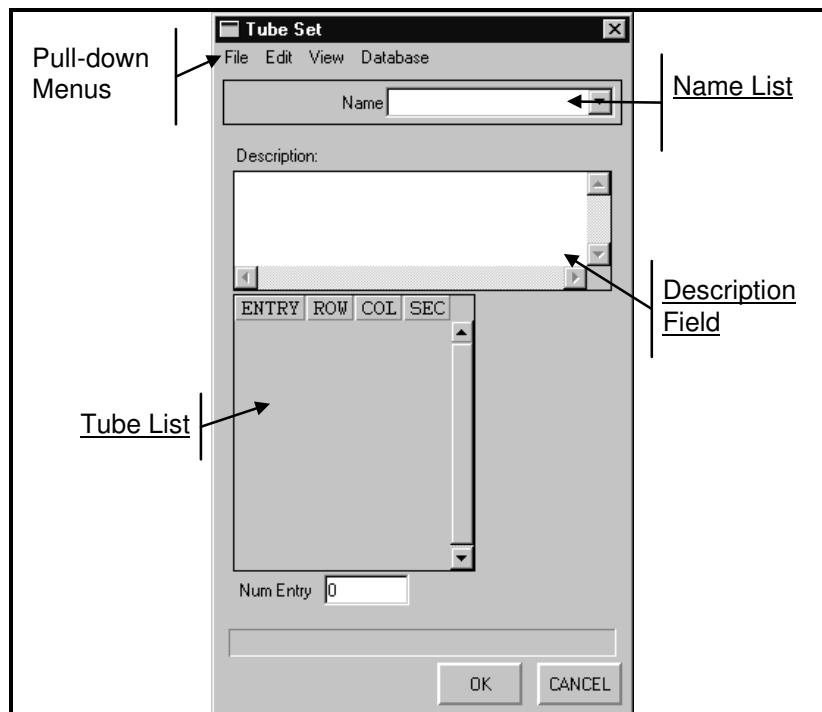 Tube Set
Pull-down
Menus
File Edit View Database
Name
Name List
Description:
Description
Field
ENTRY ROW COL SEC
Tube List
Num Entry 0
OK CANCEL